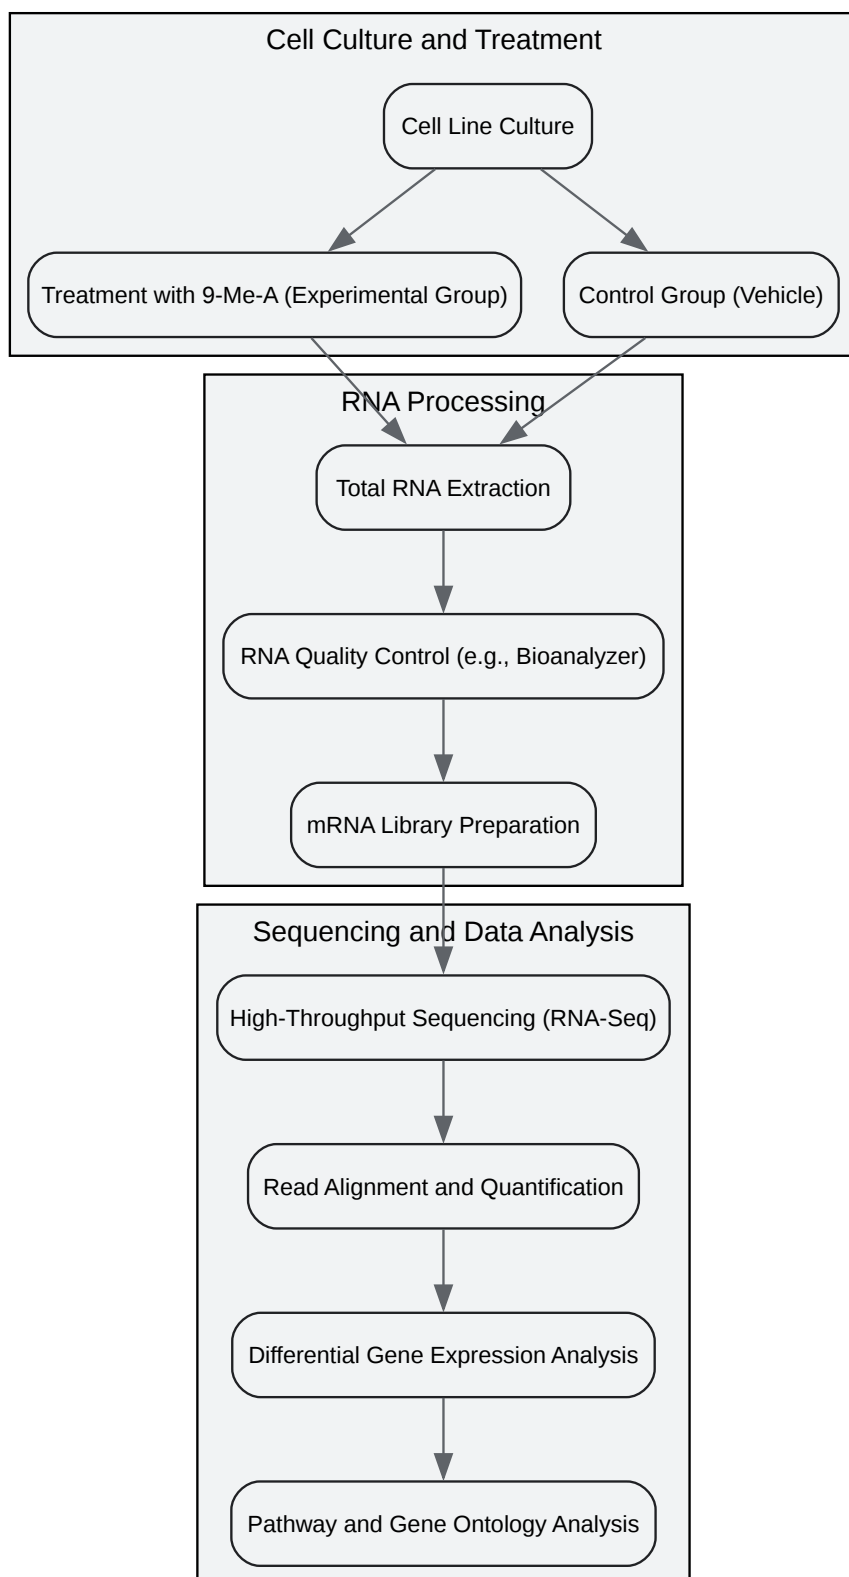 Cell Culture and Treatment
Cell Line Culture
Treatment with 9-Me-A (Experimental Group)
Control Group (Vehicle)
RNA Processing
Total RNA Extraction
RNA Quality Control (e.g., Bioanalyzer)
mRNA Library Preparation
Sequencing and Data Analysis
High-Throughput Sequencing (RNA-Seq)
Read Alignment and Quantification
Differential Gene Expression Analysis
Pathway and Gene Ontology Analysis